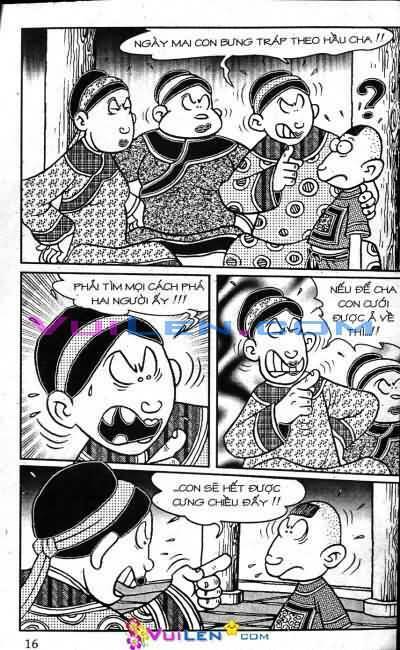 NGÀY MAI CON BƯNG TRÁP THEO HẦU CHA !!
?
PHẢI TÌM MỌI CÁCH PHÁ
HAI NGƯỜI ẤY !!!
NẾU ĐỂ CHA
CON CƯỚI
ĐƯỢC Ả VỀ
THÌ...
VUILEN.COM
...CON SẼ HẾT ĐƯỢC
CƯNG CHIỀU ĐẤY !!
16
VUILEN.COM